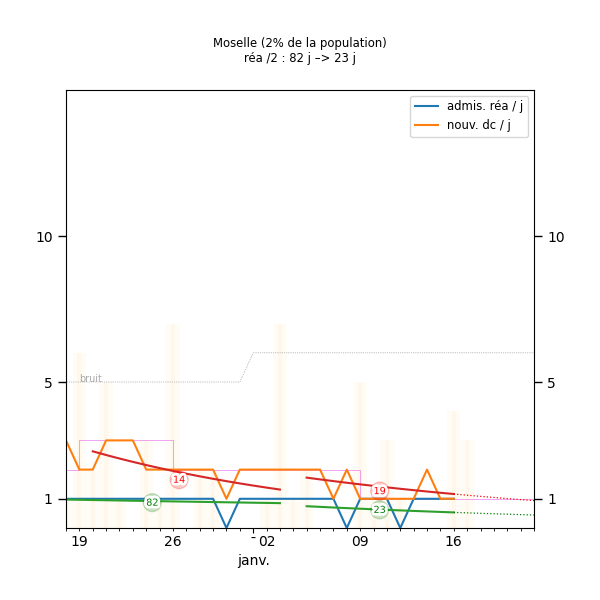 Moselle (2% de la population)
réa /2 : 82 j –> 23 j
admis. réa / j
nouv. dc / j
10
10
5
5
bruit
14
19
82
23
1
1
19
26
02
09
16
janv.